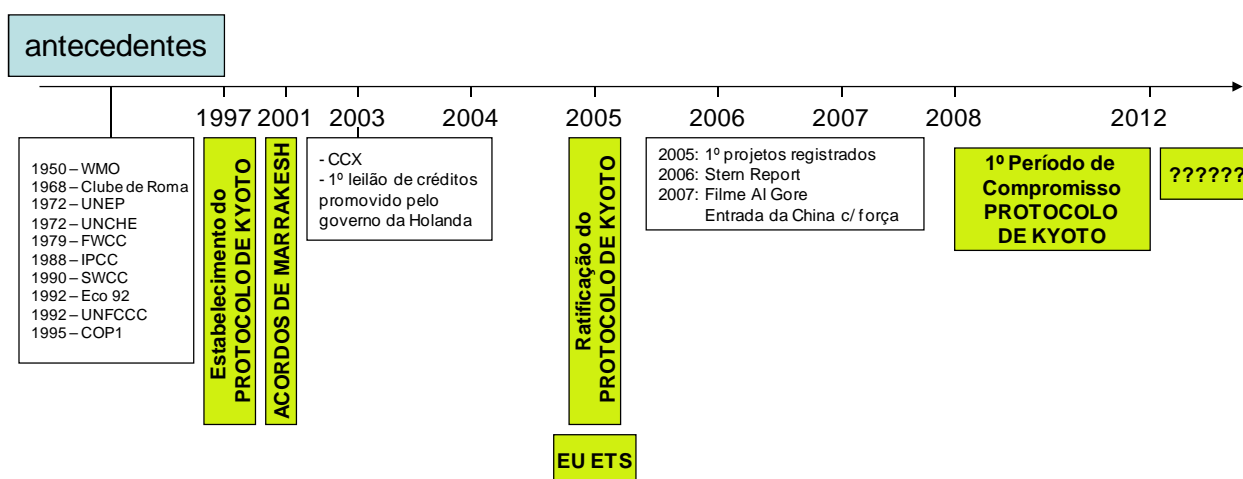 antecedentes
1997
2001
2003
2004
2005
2006
2007
2008
2012
1950 – WMO
1968 – Clube de Roma
1972 – UNEP
1972 – UNCHE
1979 – FWCC
1988 – IPCC
1990 – SWCC
1992 – Eco 92
1992 – UNFCCC
1995 – COP1
Estabelecimento do
PROTOCOLO DE KYOTO
ACORDOS DE MARRAKESH
- CCX
- 1º leilão de créditos
promovido pelo
governo da Holanda
Ratificação do
PROTOCOLO DE KYOTO
EU ETS
2005: 1º projetos registrados
2006: Stern Report
2007: Filme Al Gore
Entrada da China c/ força
1º Período de
Compromisso
PROTOCOLO
DE KYOTO
??????